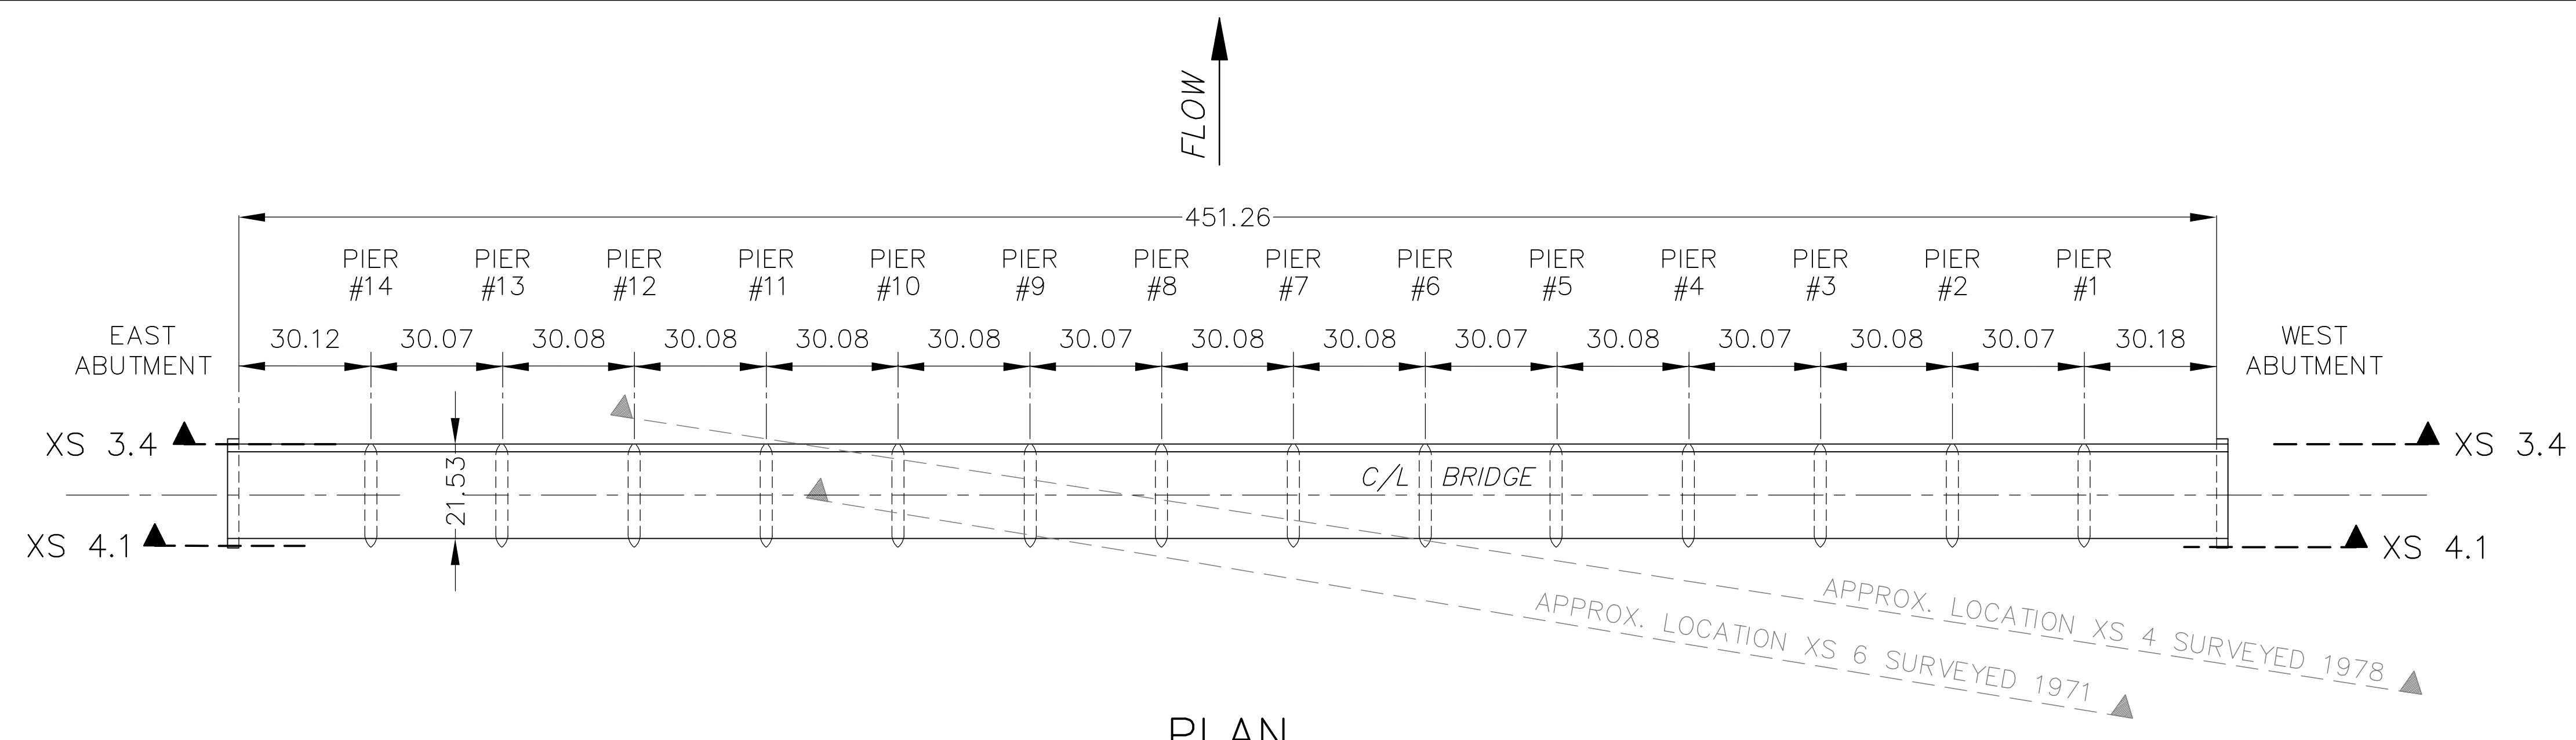 FLOW
451.26
PIER PIER PIER PIER PIER PIER PIER PIER PIER PIER PIER PIER PIER PIER
#14 #13 #12 #11 #10 #9 #8 #7 #6 #5 #4 #3 #2 #1
EAST
ABUTMENT
30.12 30.07 30.08 30.08 30.08 30.08 30.07 30.08 30.08 30.07 30.08 30.07 30.08 30.07 30.18
WEST
ABUTMENT
XS 3.4
XS 3.4
21.53
C/L BRIDGE
XS 4.1
XS 4.1
APPROX. LOCATION XS 4 SURVEYED 1978
APPROX. LOCATION XS 6 SURVEYED 1971
PLAN